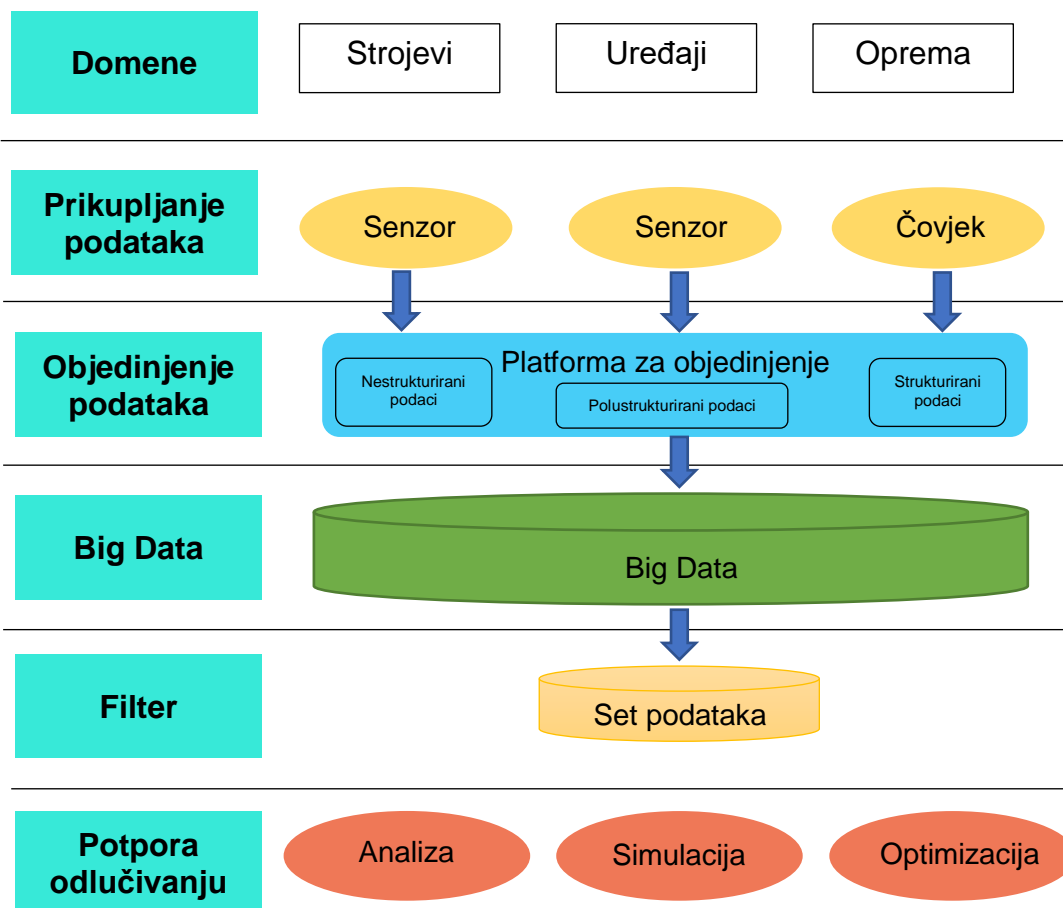 Domene
Strojevi
Uređaji
Oprema
Prikupljanje
podataka
Senzor
Senzor
Čovjek
Objedinjenje
podataka
Platforma za objedinjenje
Nestrukturirani
podaci
Polustrukturirani podaci
Strukturirani
podaci
Big Data
Big Data
Filter
Set podataka
Potpora
odlučivanju
Analiza
Simulacija
Optimizacija